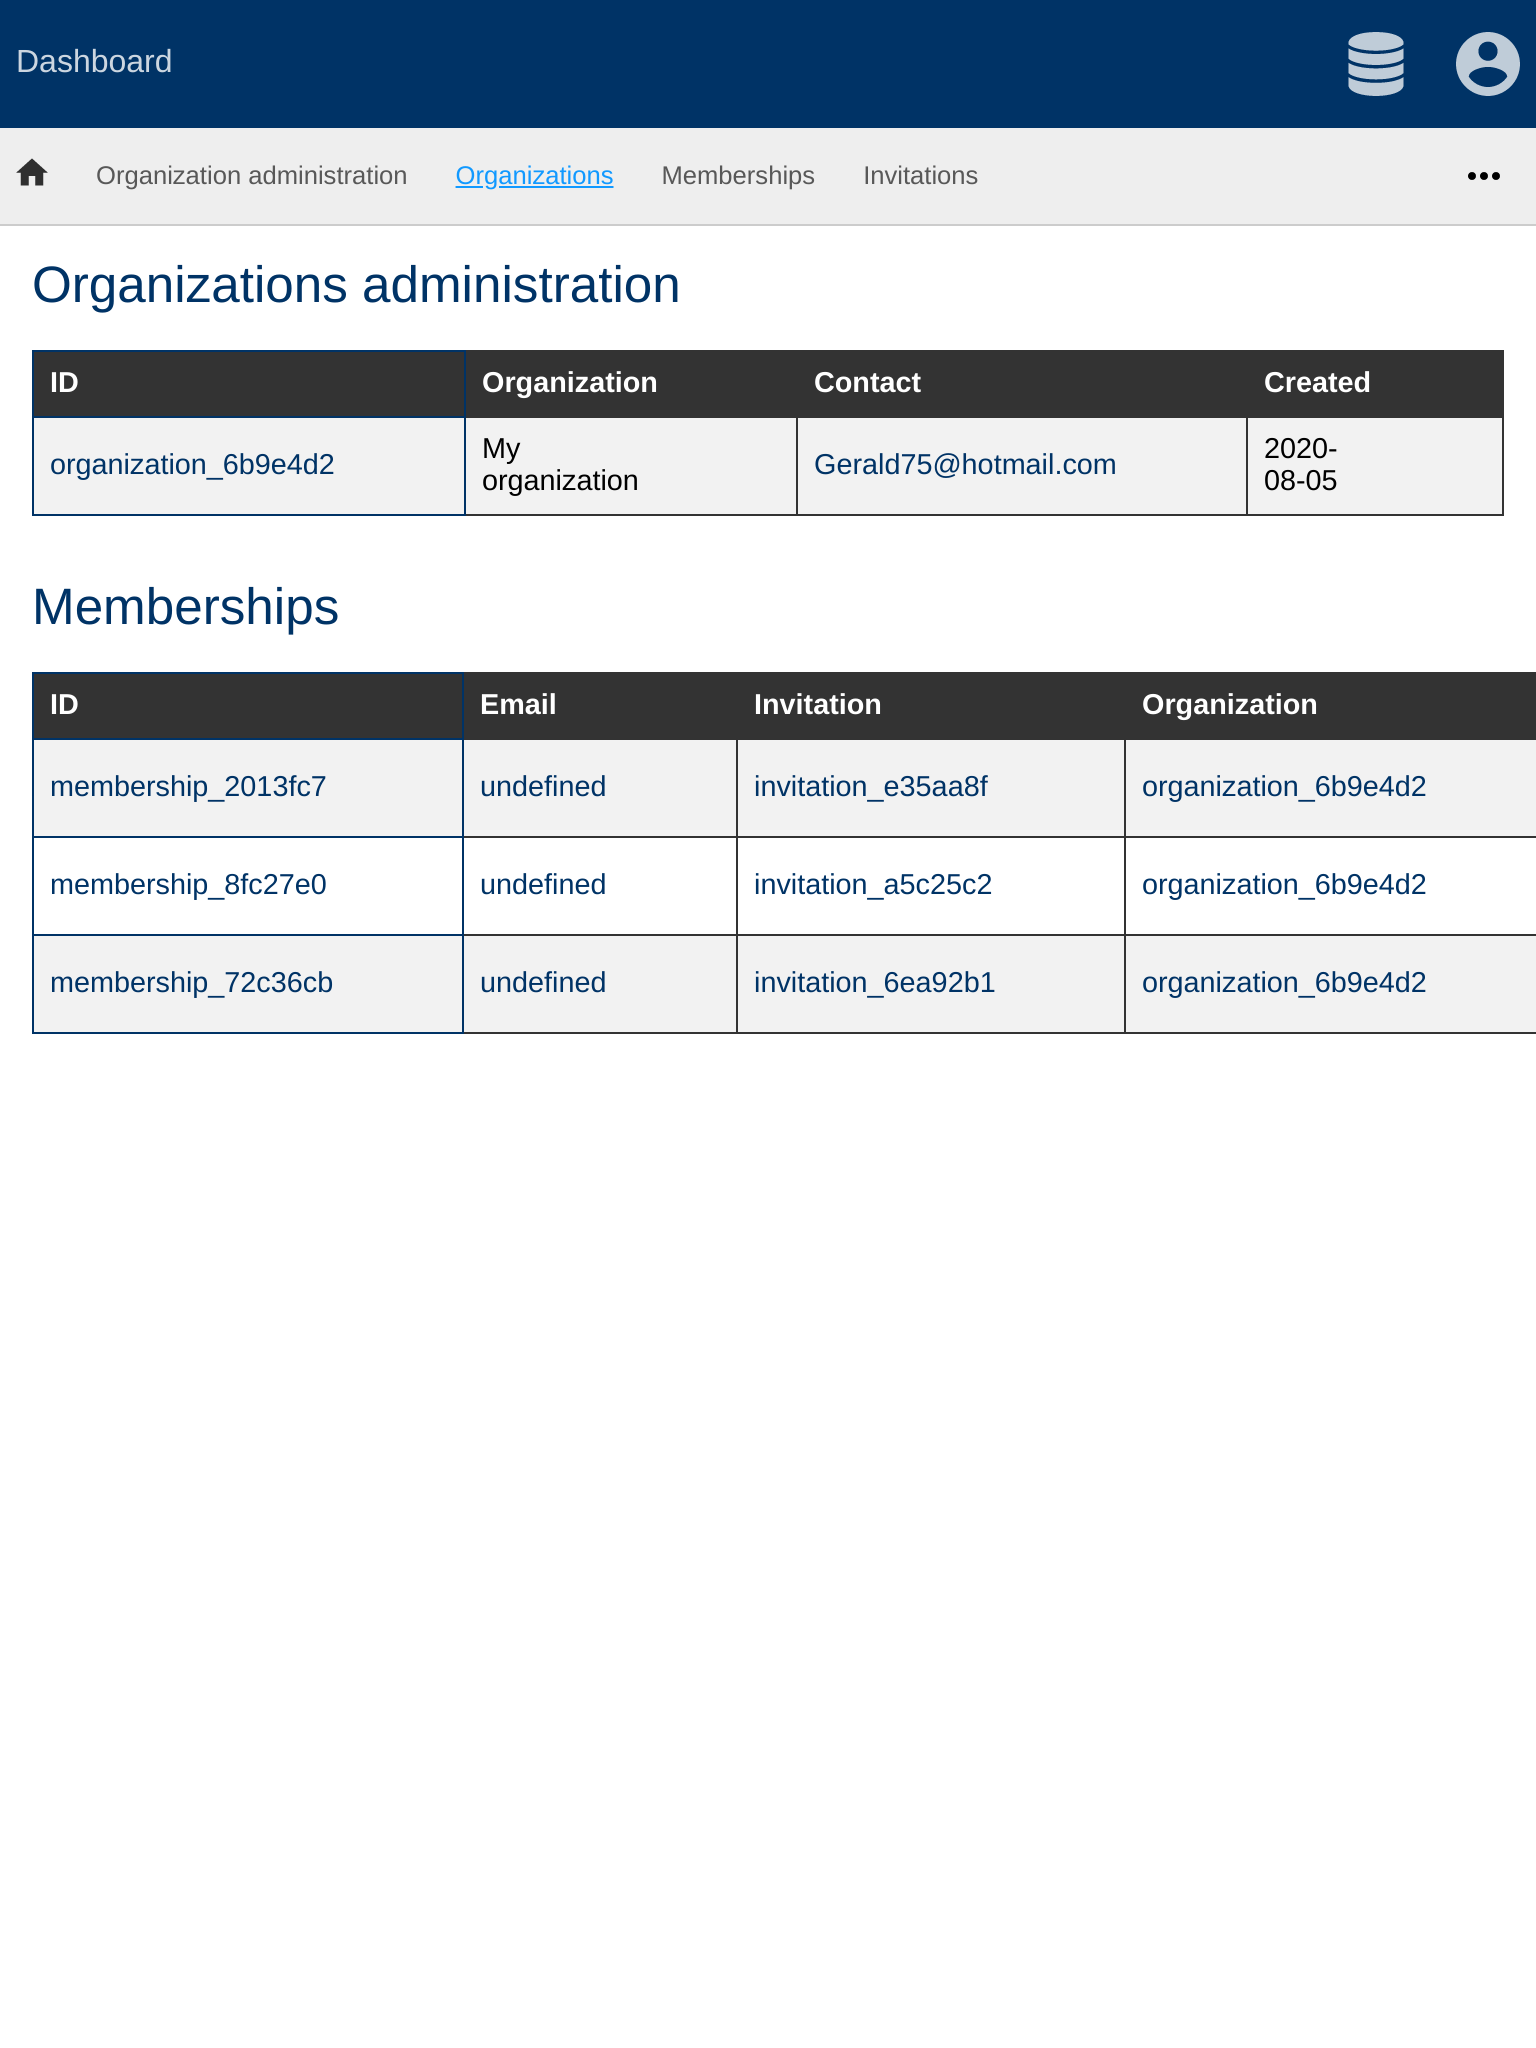 Dashboard
Organization administration Organizations Memberships Invitations
Organizations administration
ID Organization Contact Created
organization_6b9e4d2 My organization Gerald75@hotmail.com 2020-08-05
Memberships
ID Email Invitation Organization
membership_2013fc7 undefined invitation_e35aa8f organization_6b9e4d2
membership_8fc27e0 undefined invitation_a5c25c2 organization_6b9e4d2
membership_72c36cb undefined invitation_6ea92b1 organization_6b9e4d2